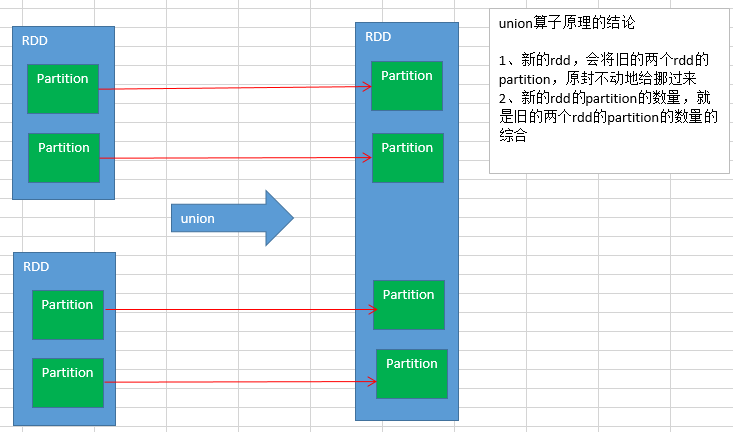 RDD
Partition
Partition
union
RDD
Partition
Partition
RDD
Partition
Partition
Partition
Partition
union算子原理的结论
1、新的rdd，会将旧的两个rdd的
partition，原封不动地给挪过来
2、新的rdd的partition的数量，就
是旧的两个rdd的partition的数量的
综合